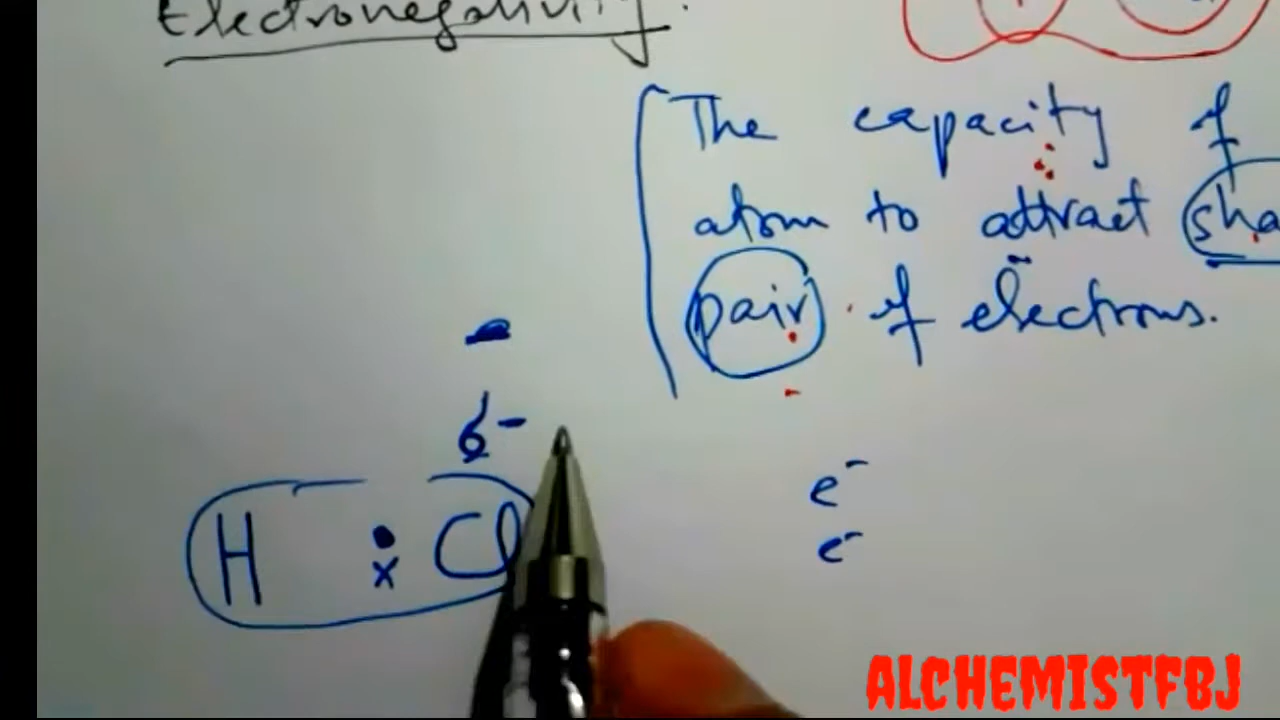 Electronegativity.
The capacity of
atom to attract sha
pair of electrons.
δ-
H •x Cl
e-
e-
ALCHEMISTFBJ